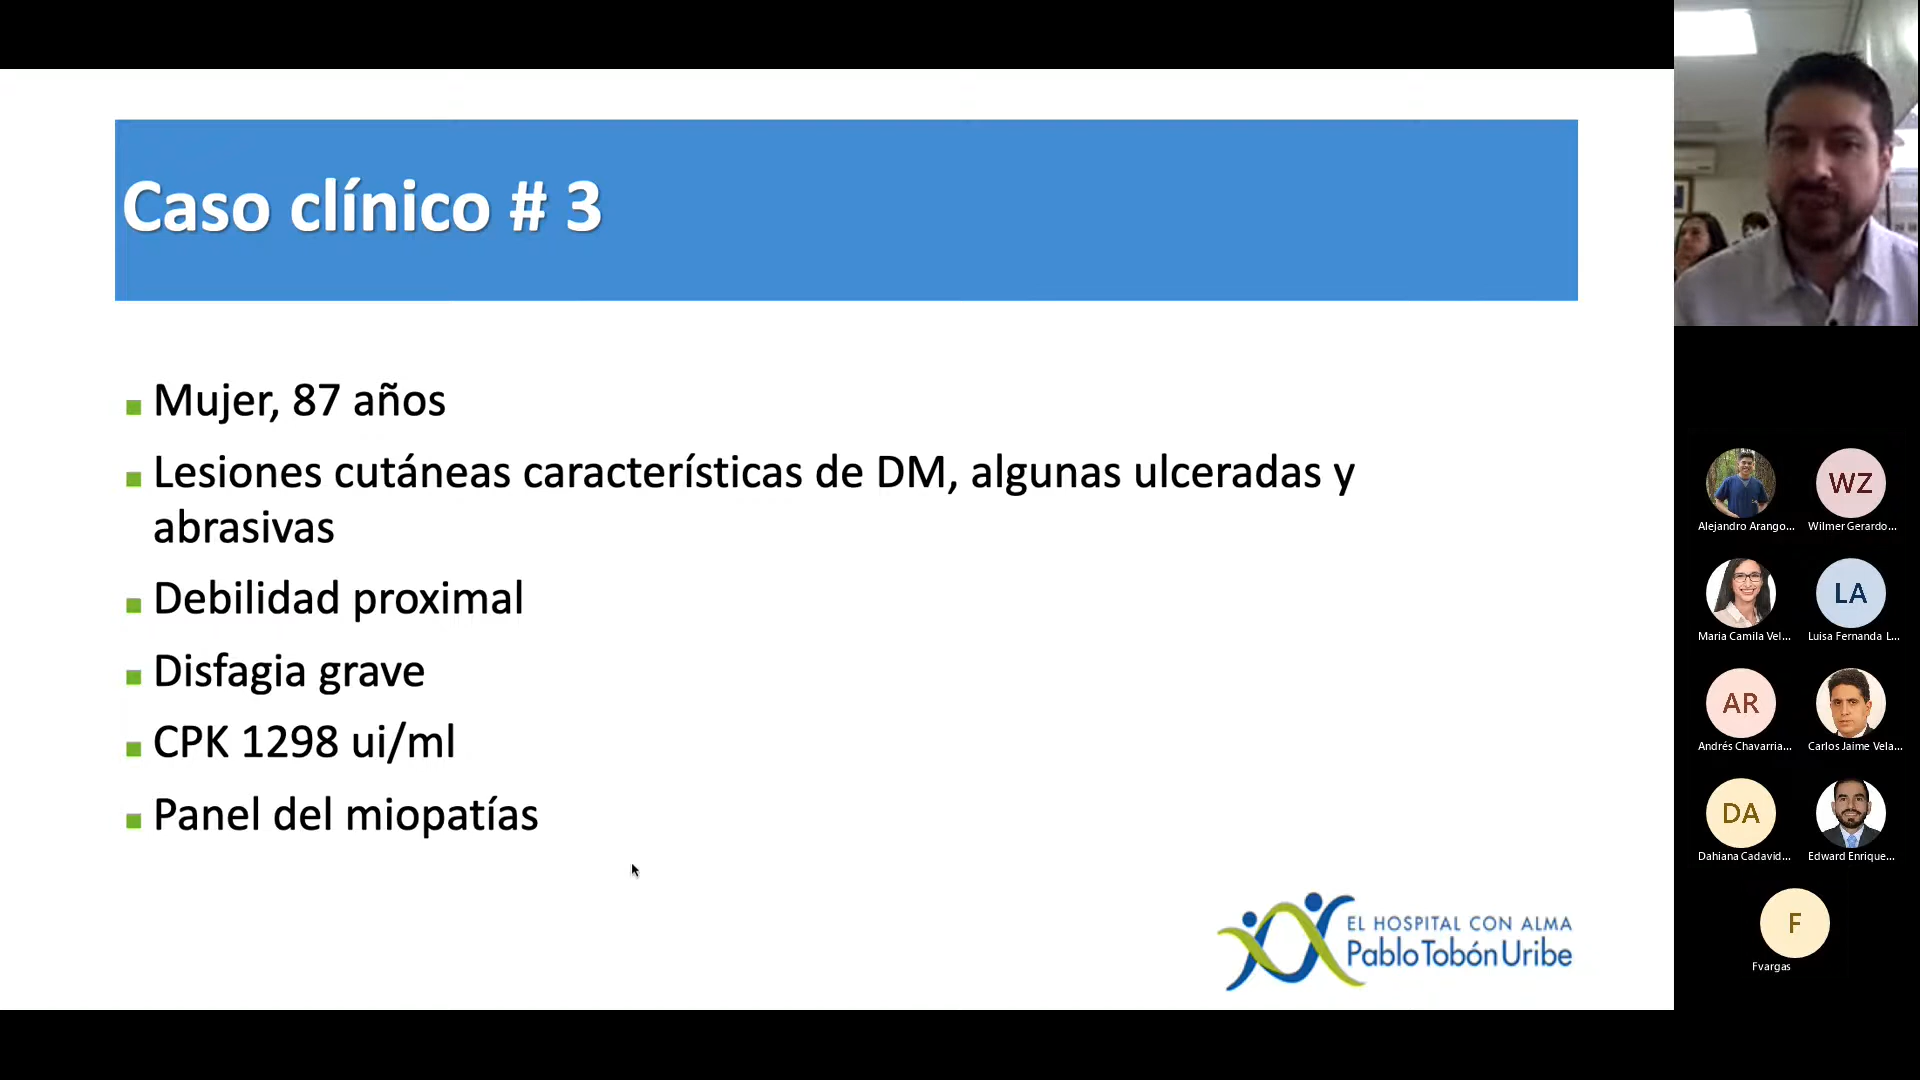 Caso clínico # 3
Mujer, 87 años
Lesiones cutáneas características de DM, algunas ulceradas y
abrasivas
Debilidad proximal
Disfagia grave
CPK 1298 ui/ml
Panel del miopatías
EL HOSPITAL CON ALMA
Pablo Tobón Uribe
Alejandro Arango...
WZ
Wilmer Gerardo...
Maria Camila Vel...
LA
Luisa Fernanda L...
AR
Andrés Chavarria...
Carlos Jaime Vela...
DA
Dahiana Cadavid...
Edward Enrique...
F
Fvargas